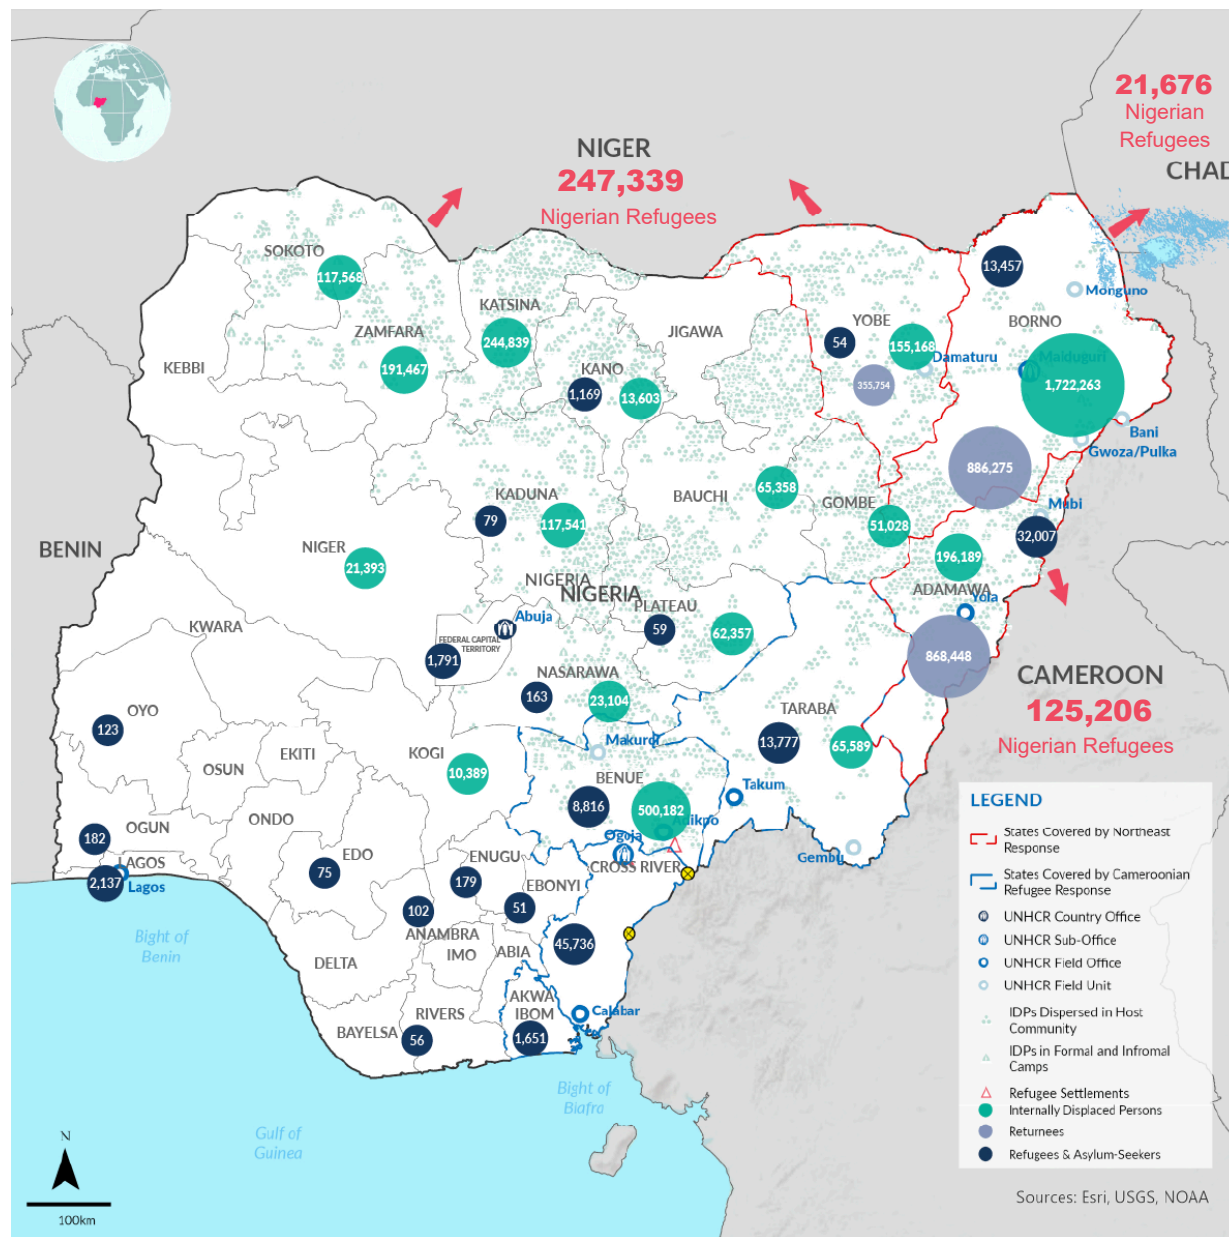 21,676
Nigerian
Refugees
CHAD
NIGER
247,339
Nigerian Refugees
SOKOTO
117,568
KATSINA
244,839
ZAMFARA
191,467
KEBBI
KANO
1,169
13,603
JIGAWA
YOBE
54
155,168
Damaturu
355,754
13,457
Monguno
BORNO
Maiduguri
1,722,263
Bani
Gwoza/Pulka
886,275
Mubi
32,007
KADUNA
79
117,541
BAUCHI
65,358
GOMBE
51,028
196,189
ADAMAWA
Yola
868,448
BENIN
NIGER
21,393
NIGERIA
NIGERIA
PLATEAU
59
62,357
KWARA
Abuja
FEDERAL CAPITAL
TERRITORY
1,791
NASARAWA
163
23,104
TARABA
13,777
65,589
CAMEROON
125,206
Nigerian Refugees
OYO
123
OSUN
EKITI
KOGI
10,389
Makurdi
BENUE
8,816
500,182
Adikpo
Takum
Gembu
Ogoja
CROSS RIVER
OGUN
182
ONDO
LAGOS
2,137
Lagos
EDO
75
ENUGU
179
EBONYI
51
102
ANAMBRA
IMO
ABIA
45,736
DELTA
AKWA
IBOM
1,651
Calabar
RIVERS
BAYELSA
56
Bight of
Benin
Bight of
Biafra
Gulf of
Guinea
N
100km
LEGEND
States Covered by Northeast
Response
States Covered by Cameroonian
Refugee Response
UNHCR Country Office
UNHCR Sub-Office
UNHCR Field Office
UNHCR Field Unit
IDPs Dispersed in Host
Community
IDPs in Formal and Infromal
Camps
Refugee Settlements
Internally Displaced Persons
Returnees
Refugees & Asylum-Seekers
Sources: Esri, USGS, NOAA